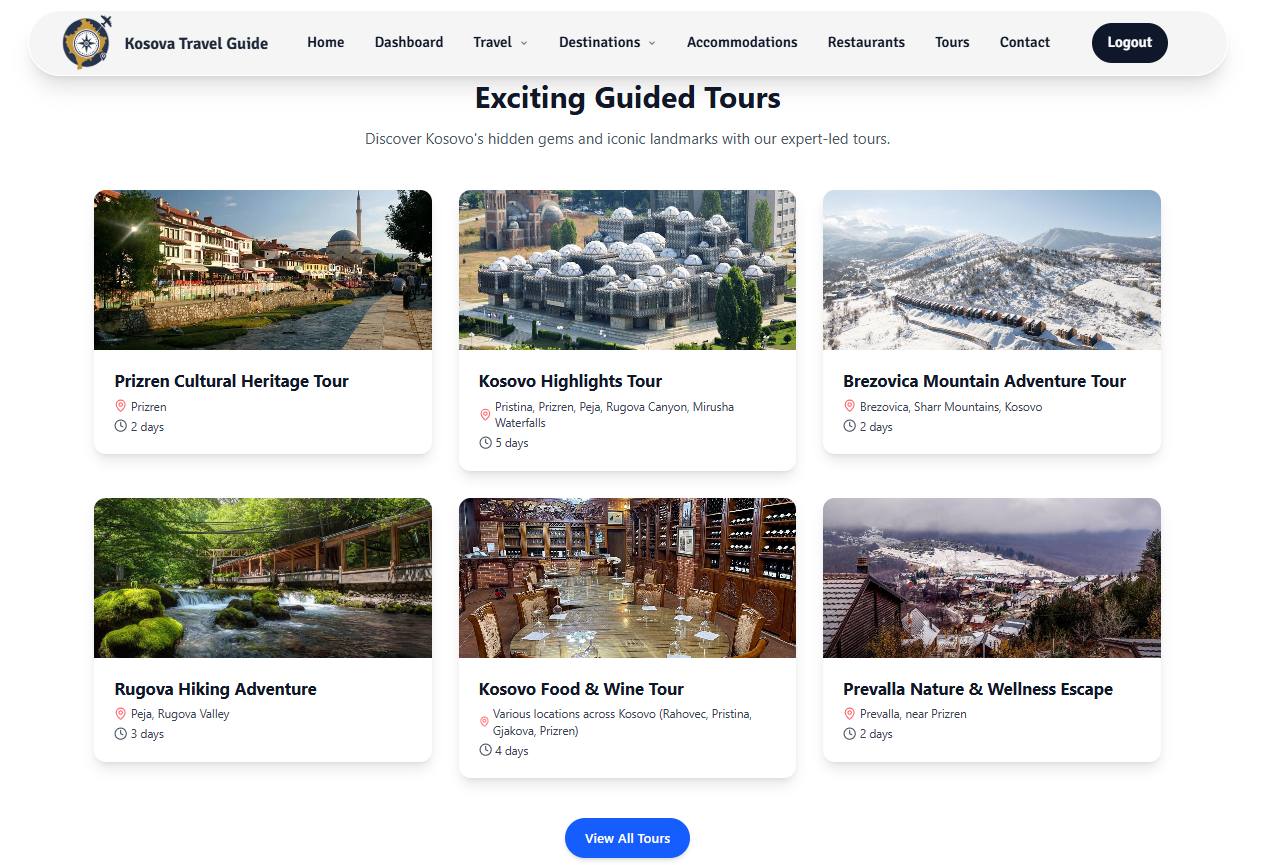 Kosova Travel Guide
Home
Dashboard
Travel
Destinations
Accommodations
Restaurants
Tours
Contact
Logout
Exciting Guided Tours
Discover Kosovo's hidden gems and iconic landmarks with our expert-led tours.
Prizren Cultural Heritage Tour
Prizren
2 days
Kosovo Highlights Tour
Pristina, Prizren, Peja, Rugova Canyon, Mirusha
Waterfalls
5 days
Brezovica Mountain Adventure Tour
Brezovica, Sharr Mountains, Kosovo
2 days
Rugova Hiking Adventure
Peja, Rugova Valley
3 days
Kosovo Food & Wine Tour
Various locations across Kosovo (Rahovec, Pristina,
Gjakova, Prizren)
4 days
Prevalla Nature & Wellness Escape
Prevalla, near Prizren
2 days
View All Tours